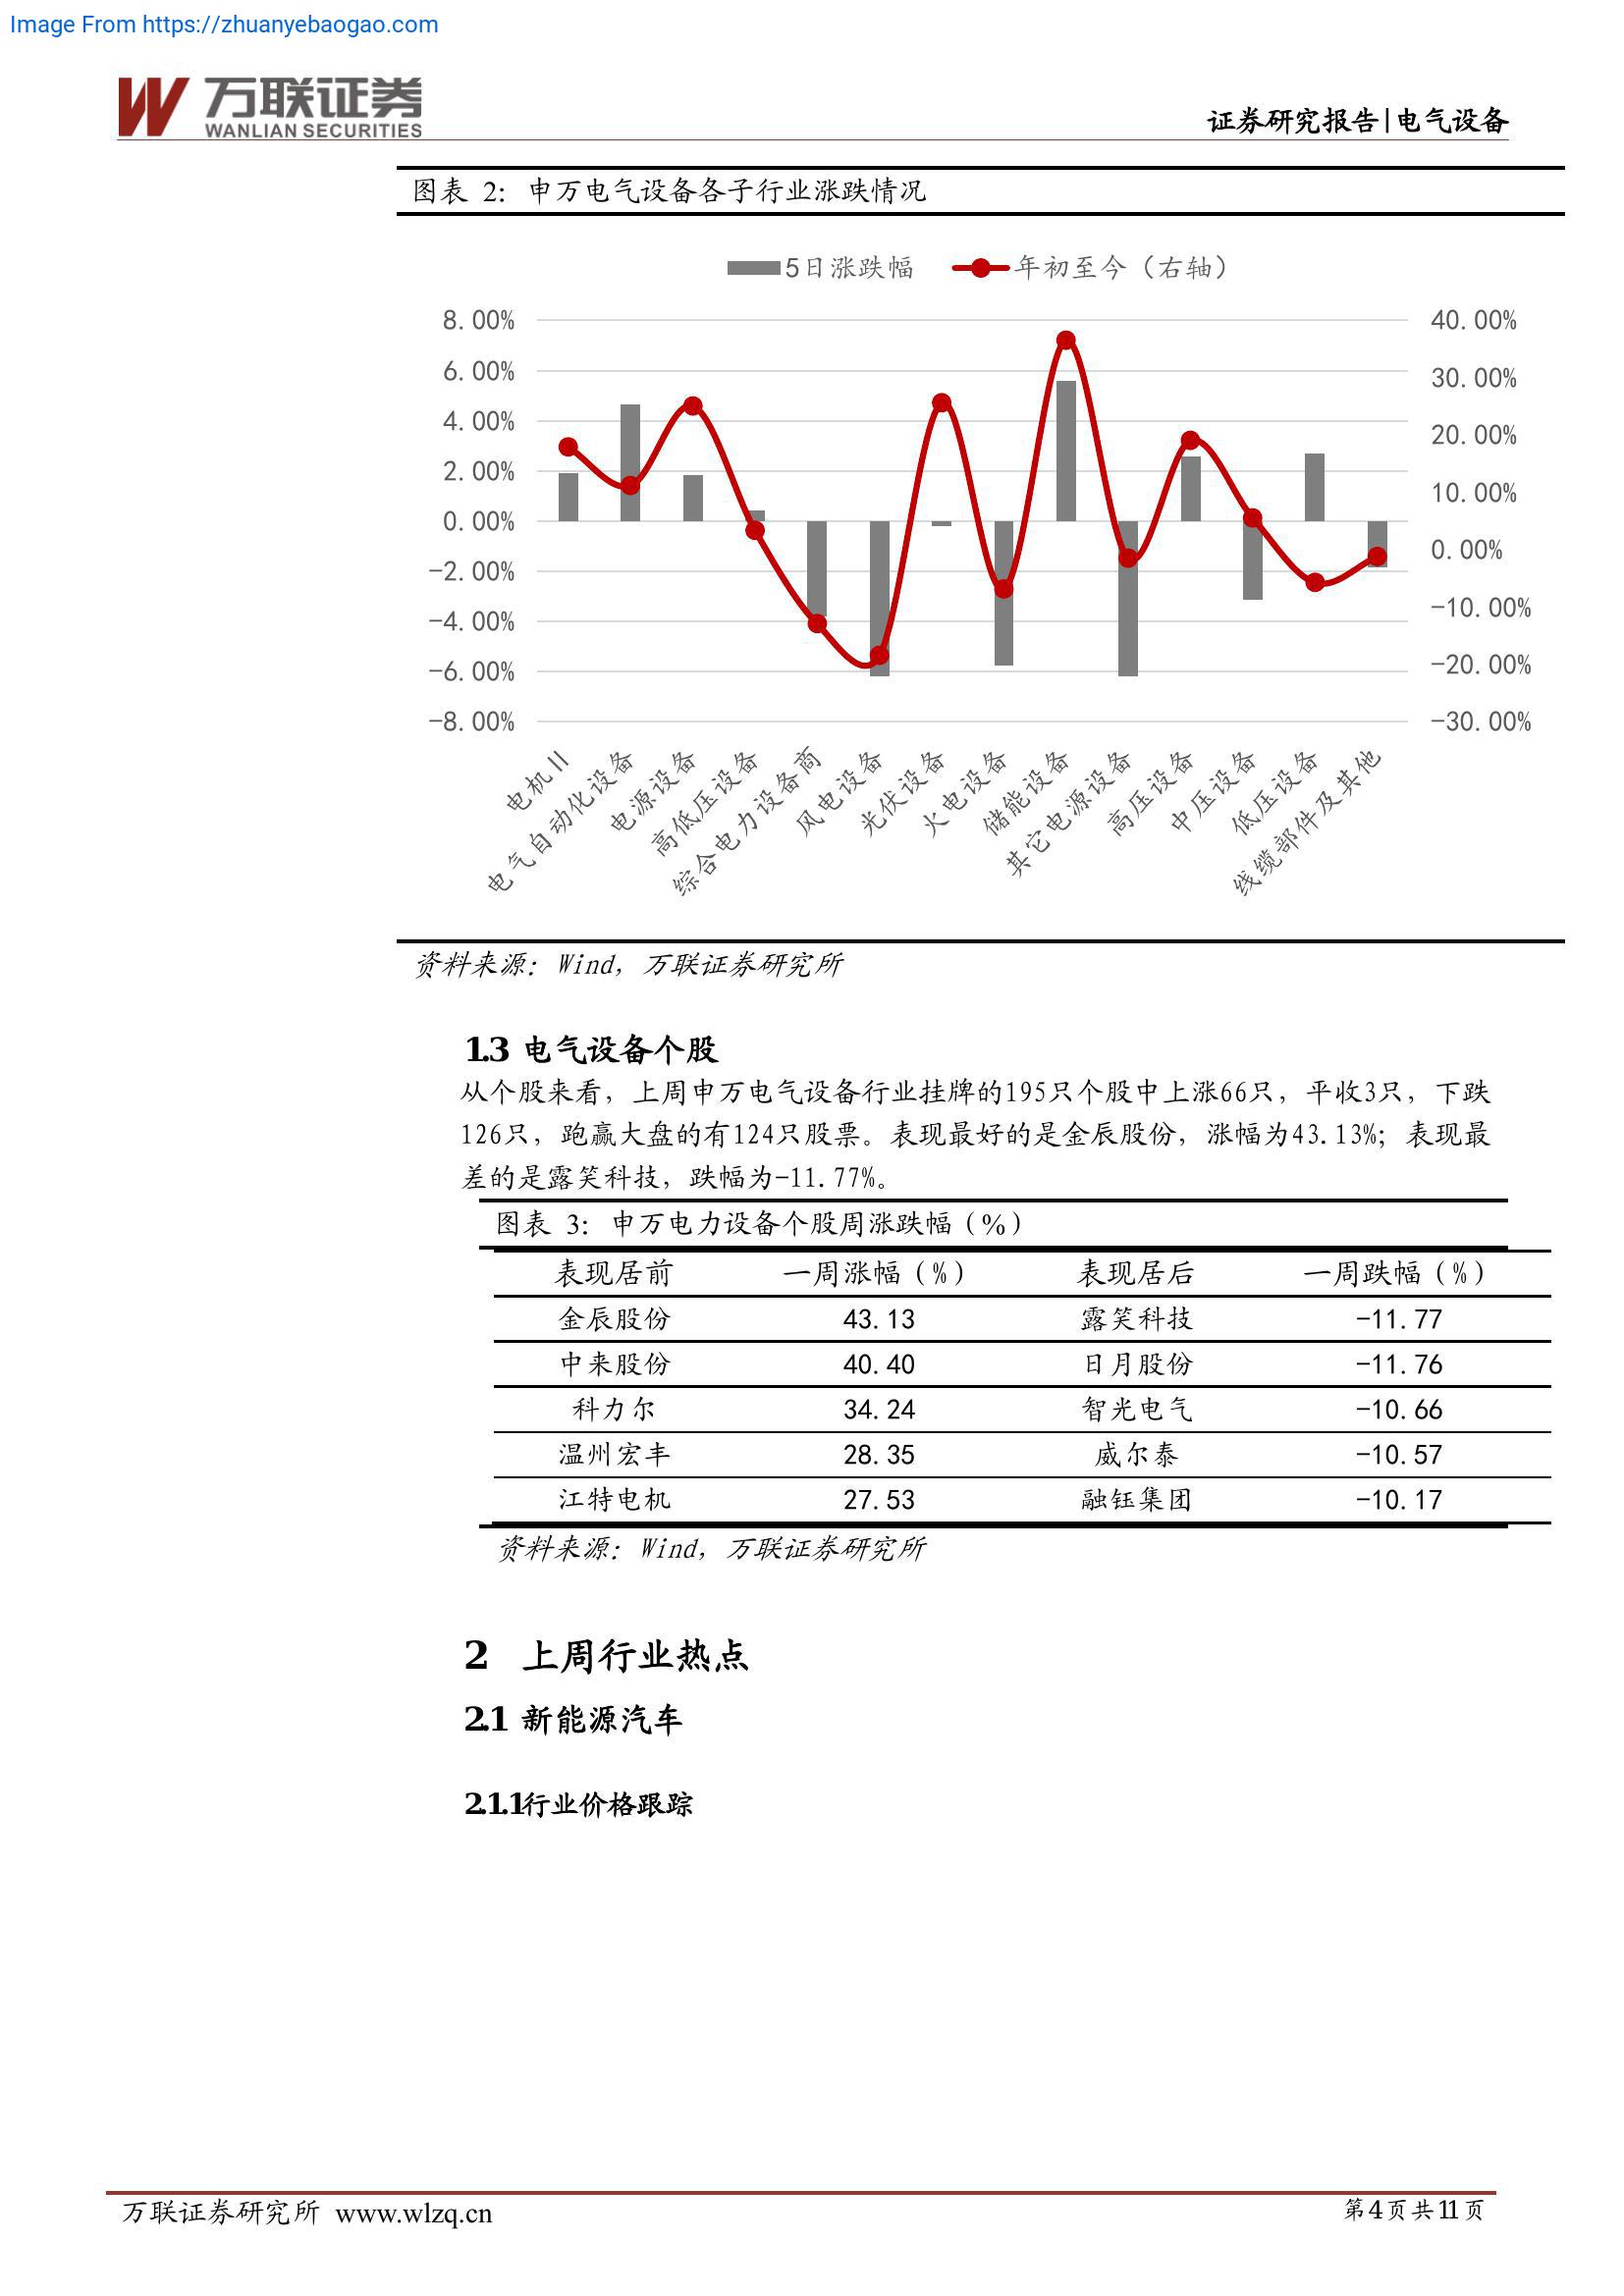 Image From https://zhuanyebaogao.com
万联证券
WANLIAN SECURITIES
证券研究报告|电气设备
图表 2: 申万电气设备各子行业涨跌情况
5日涨跌幅 年初至今（右轴）
8.00% 40.00%
6.00% 30.00%
4.00% 20.00%
2.00% 10.00%
0.00% 0.00%
-2.00% -10.00%
-4.00% -20.00%
-6.00% -30.00%
-8.00%
电机II
电气自动化设备
电源设备
高低压设备
综合电力设备商
风电设备
光伏设备
火电设备
储能设备
其它电源设备
高压设备
中压设备
低压设备
线缆部件及其他
资料来源: Wind, 万联证券研究所
1.3 电气设备个股
从个股来看，上周申万电气设备行业挂牌的195只个股中上涨66只，平收3只，下跌
126只，跑赢大盘的有124只股票。表现最好的是金辰股份，涨幅为43.13%；表现最
差的是露笑科技，跌幅为-11.77%。
图表 3: 申万电力设备个股周涨跌幅（%）
表现居前 一周涨幅（%） 表现居后 一周跌幅（%）
金辰股份 43.13 露笑科技 -11.77
中来股份 40.40 日月股份 -11.76
科力尔 34.24 智光电气 -10.66
温州宏丰 28.35 威尔泰 -10.57
江特电机 27.53 融钰集团 -10.17
资料来源: Wind, 万联证券研究所
2 上周行业热点
2.1 新能源汽车
2.1.1行业价格跟踪
万联证券研究所 www.wlzq.cn 第4页共11页